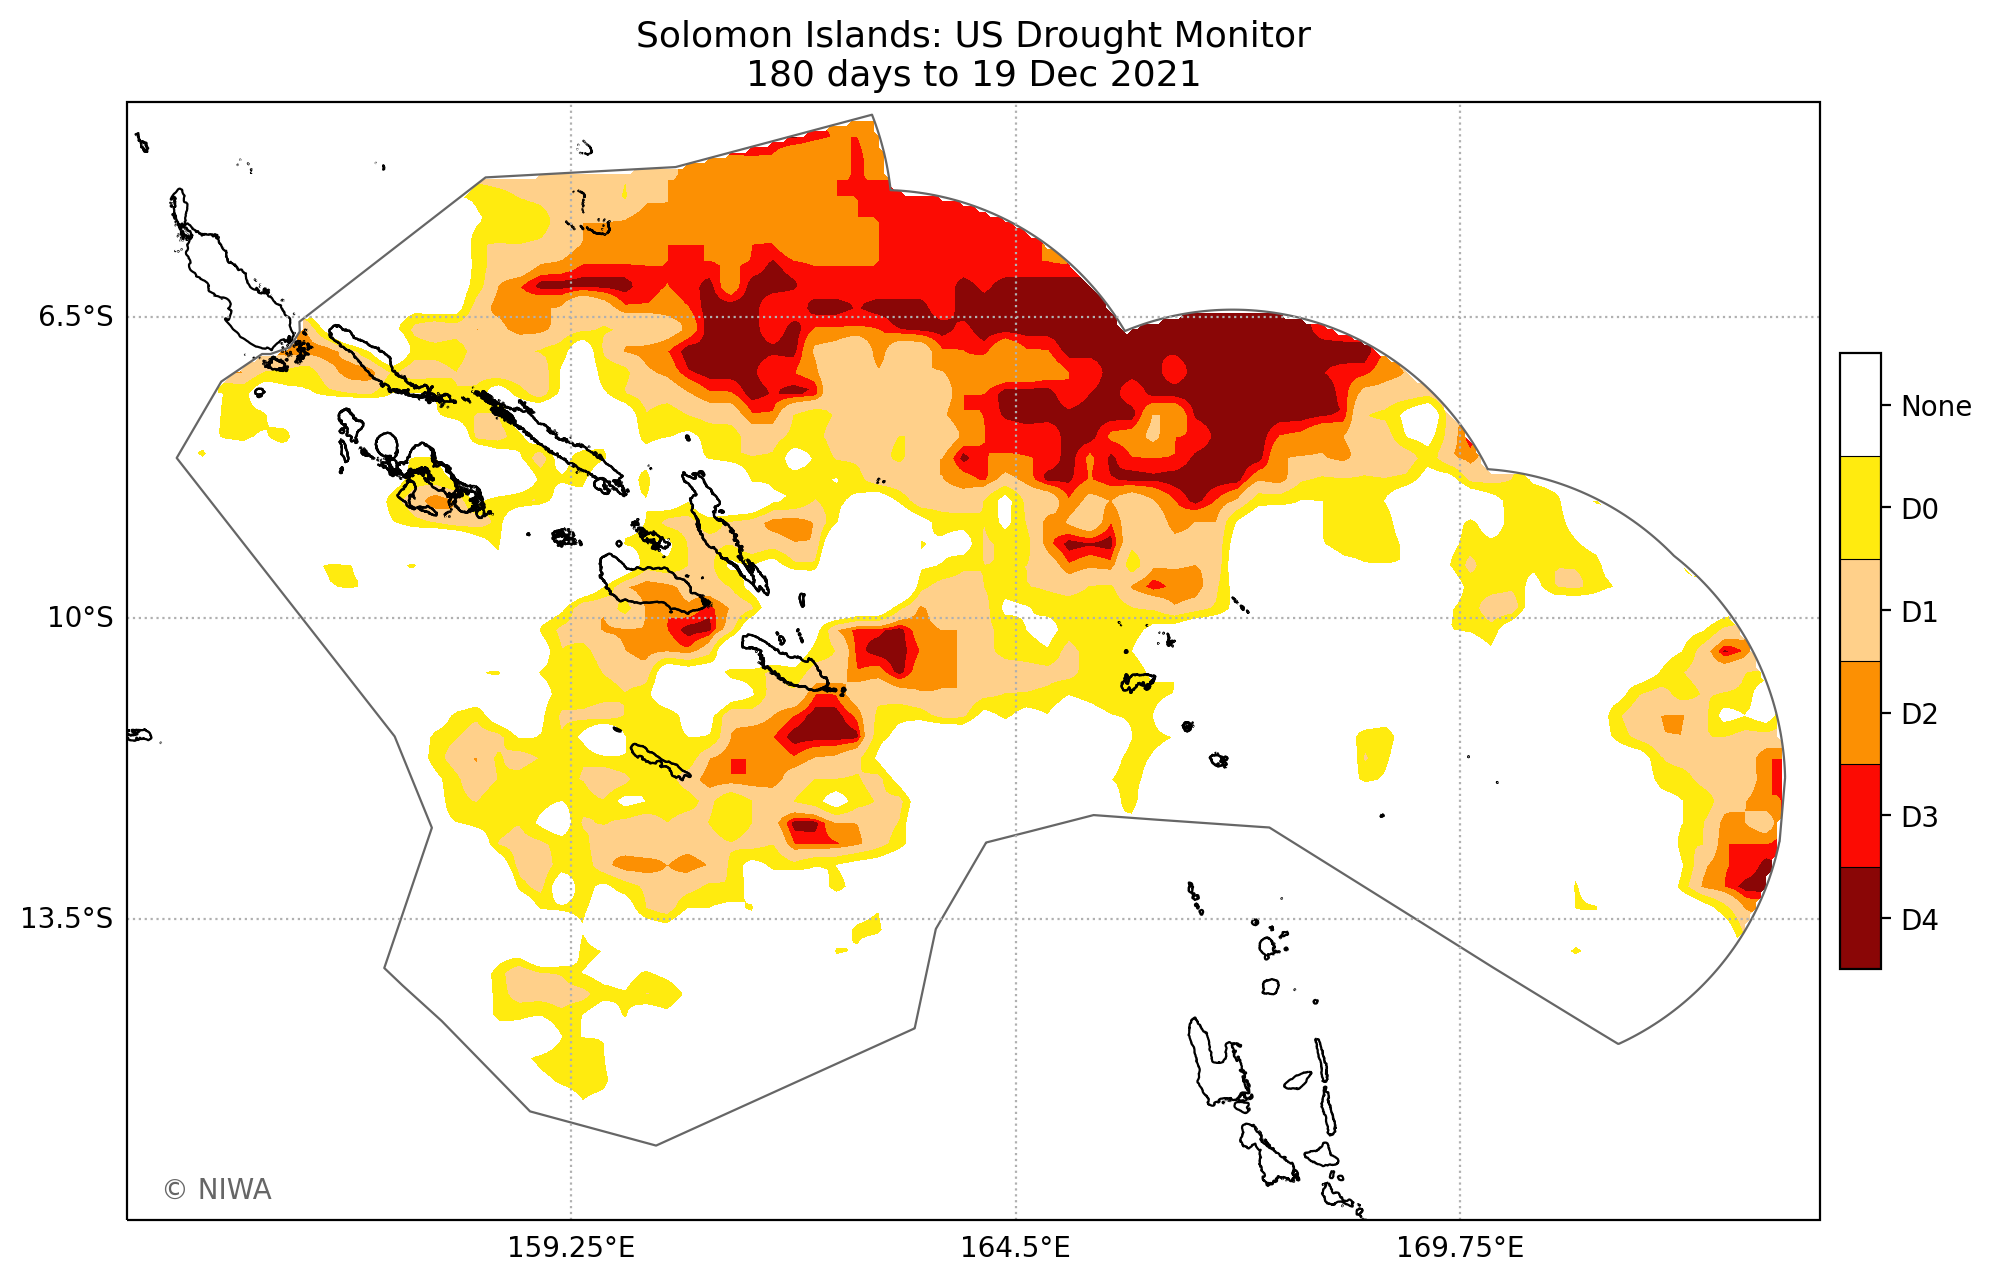 Solomon Islands: US Drought Monitor
180 days to 19 Dec 2021
6.5°S
10°S
13.5°S
159.25°E
164.5°E
169.75°E
None
D0
D1
D2
D3
D4
© NIWA